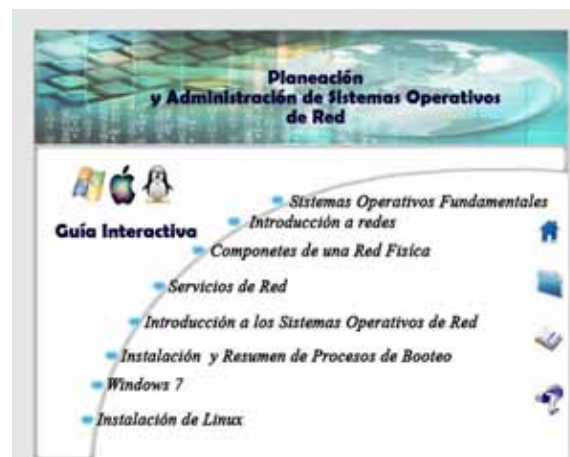 Planeación
y Administración de Sistemas Operativos
de Red
Sistemas Operativos Fundamentales
Introducción a redes
Guía Interactiva
Componetes de una Red Fisíca
Servicios de Red
Introducción a los Sistemas Operativos de Red
Instalación y Resumen de Procesos de Booteo
Windows 7
Instalación de Linux